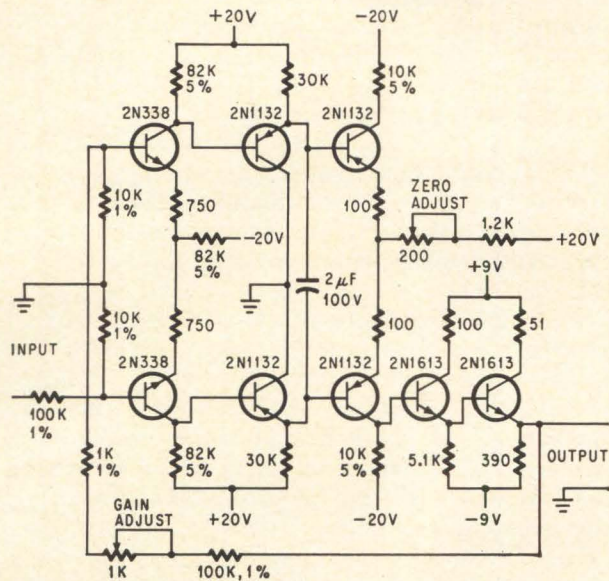 +20V
-20V
82K
5%
30K
10K
5%
2N338
2N1132
2N1132
10K
1%
750
-20V
82K
5%
100
ZERO
ADJUST
200
1.2K
+20V
+9V
2µF
100V
10K
1%
750
100
100
51
INPUT
2N338
2N1132
2N1132
2N1613
2N1613
100K
1%
1K
1%
82K
5%
30K
10K
5%
5.1K
390
OUTPUT
GAIN
ADJUST
+20V
-20V
-9V
1K
100K, 1%